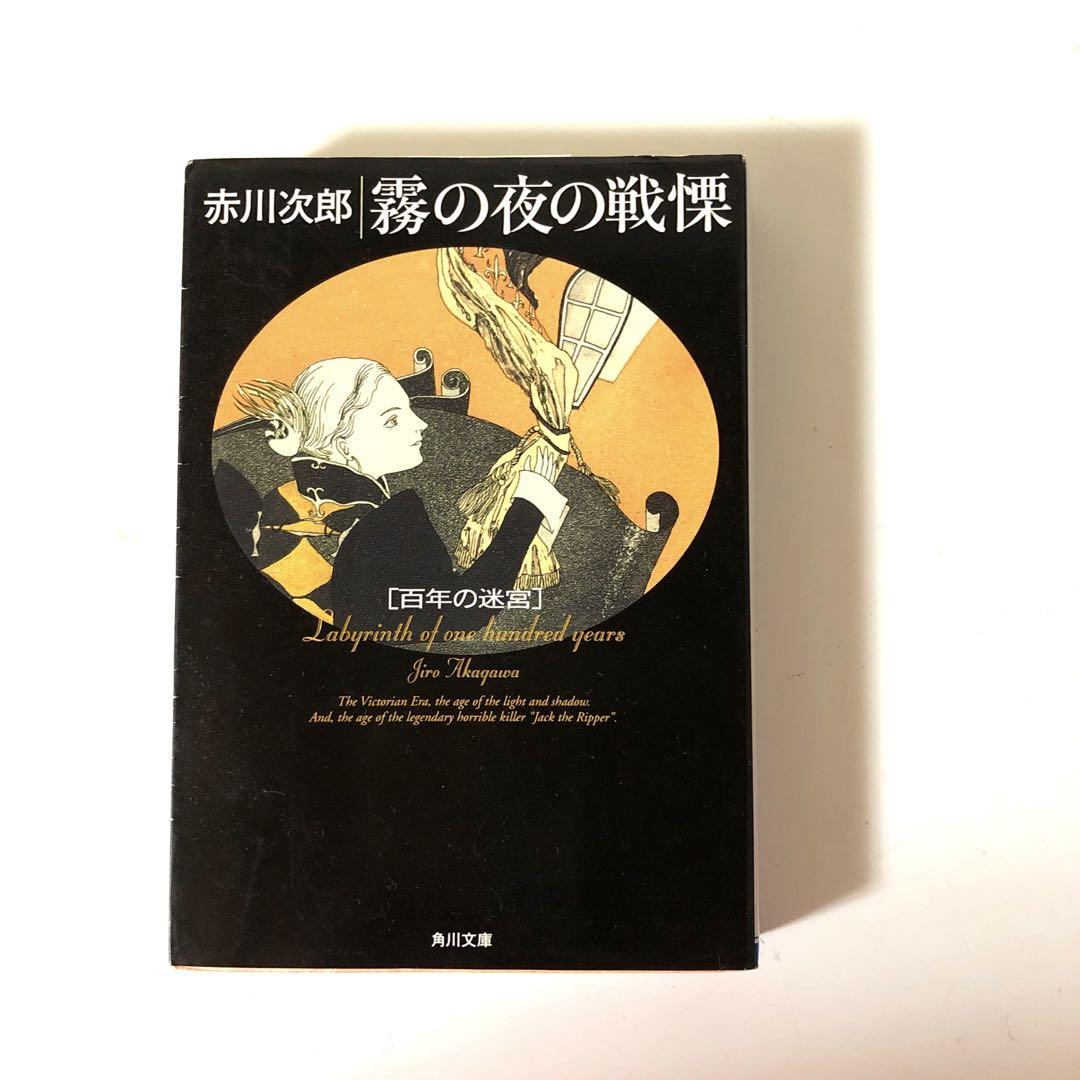 赤川次郎 霧の夜の戦慄
[百年の迷宮]
Labyrinth of one hundred years
Jiro Akagawa
The Victorian Era, the age of the light and shadow.
And, the age of the legendary horrible killer "Jack the Ripper".
角川文庫